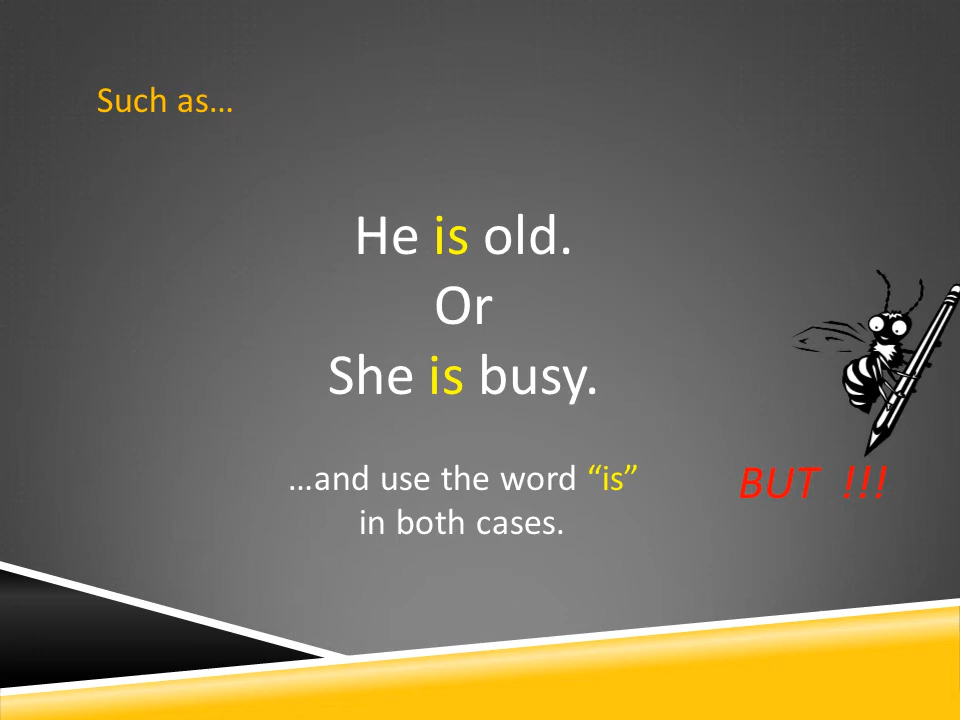 Such as…
He is old.
Or
She is busy.
…and use the word “is”
in both cases.
BUT !!!